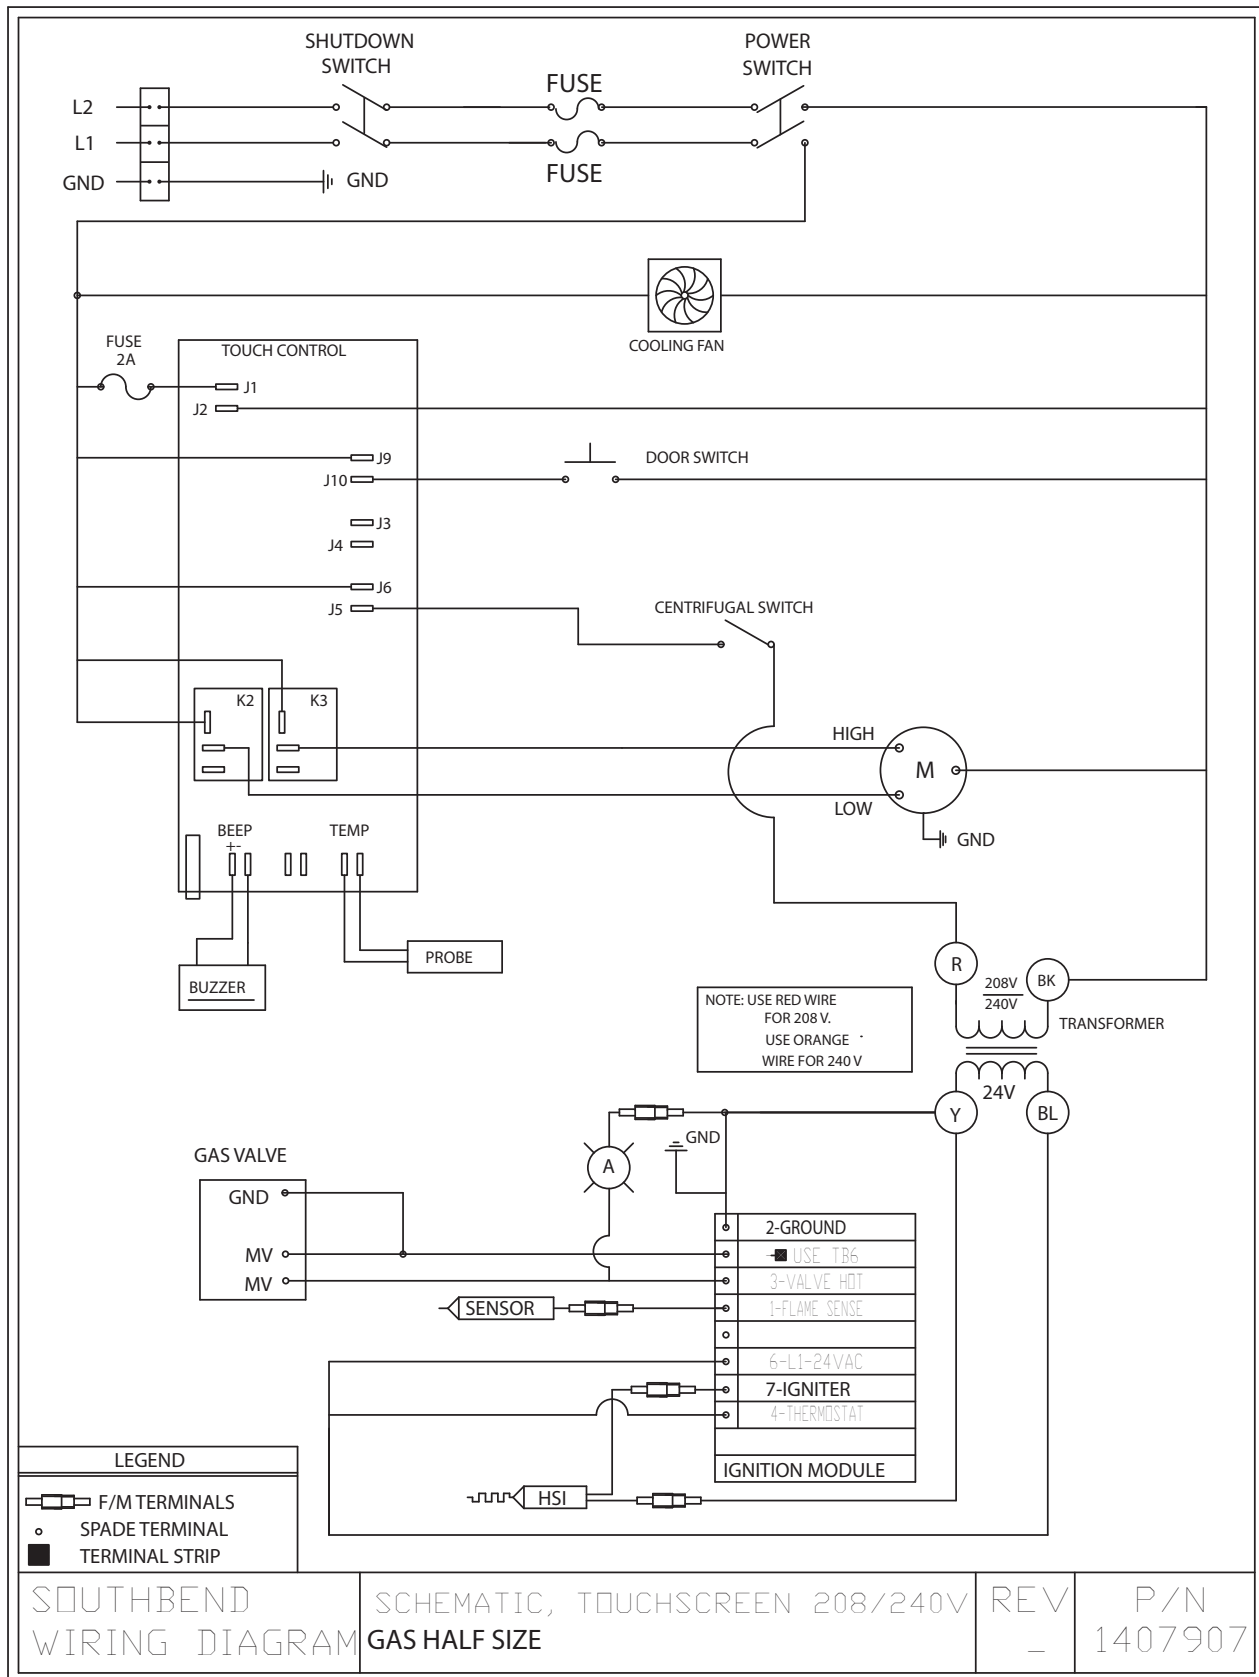 SHUTDOWN
SWITCH
POWER
SWITCH
FUSE
L2
L1
FUSE
GND
GND
COOLING FAN
FUSE
2A
TOUCH CONTROL
J1
J2
J9
J10
DOOR SWITCH
J3
J4
J6
J5
CENTRIFUGAL SWITCH
K2
K3
HIGH
M
LOW
GND
BEEP
+-
TEMP
PROBE
BUZZER
R
208V
240V
BK
TRANSFORMER
NOTE: USE RED WIRE
FOR 208 V.
USE ORANGE
WIRE FOR 240 V
24V
Y
BL
GND
A
GAS VALVE
GND
MV
MV
2-GROUND
USE TB6
3-VALVE HOT
1-FLAME SENSE
SENSOR
6-L1-24VAC
7-IGNITER
4-THERMOSTAT
IGNITION MODULE
HSI
LEGEND
F/M TERMINALS
SPADE TERMINAL
TERMINAL STRIP
SOUTHBEND
WIRING DIAGRAM
SCHEMATIC, TOUCHSCREEN 208/240V
GAS HALF SIZE
REV
_
P/N
1407907